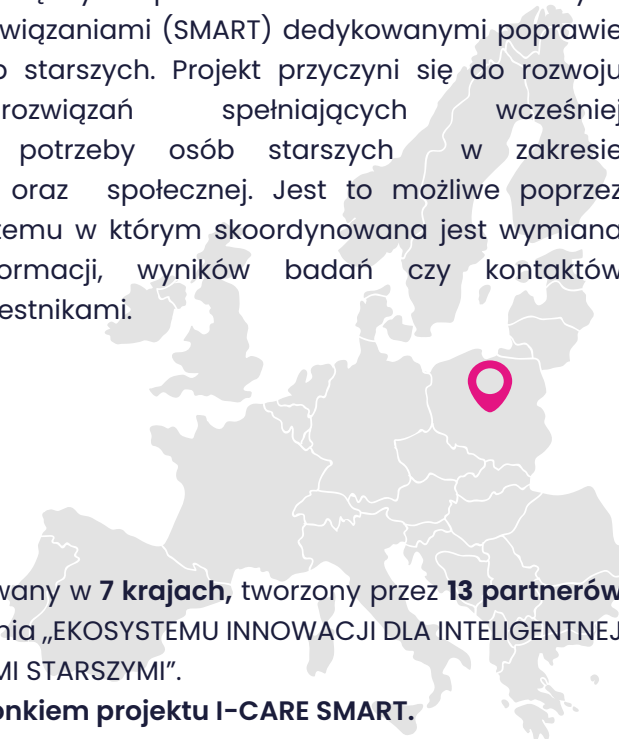 wiązaniami (SMART) dedykowanymi poprawie
starszych. Projekt przyczyni się do rozwoju
rozwiązań spełniających wcześniej
potrzeby osób starszych w zakresie
oraz społecznej. Jest to możliwe poprzez
temu w którym skoordynowana jest wymiana
ormacji, wyników badań czy kontaktów
estnikami.
wany w 7 krajach, tworzony przez 13 partnerów
nia „EKOSYSTEMU INNOWACJI DLA INTELIGENTNEJ
MI STARSZYMI”.
onkiem projektu I-CARE SMART.